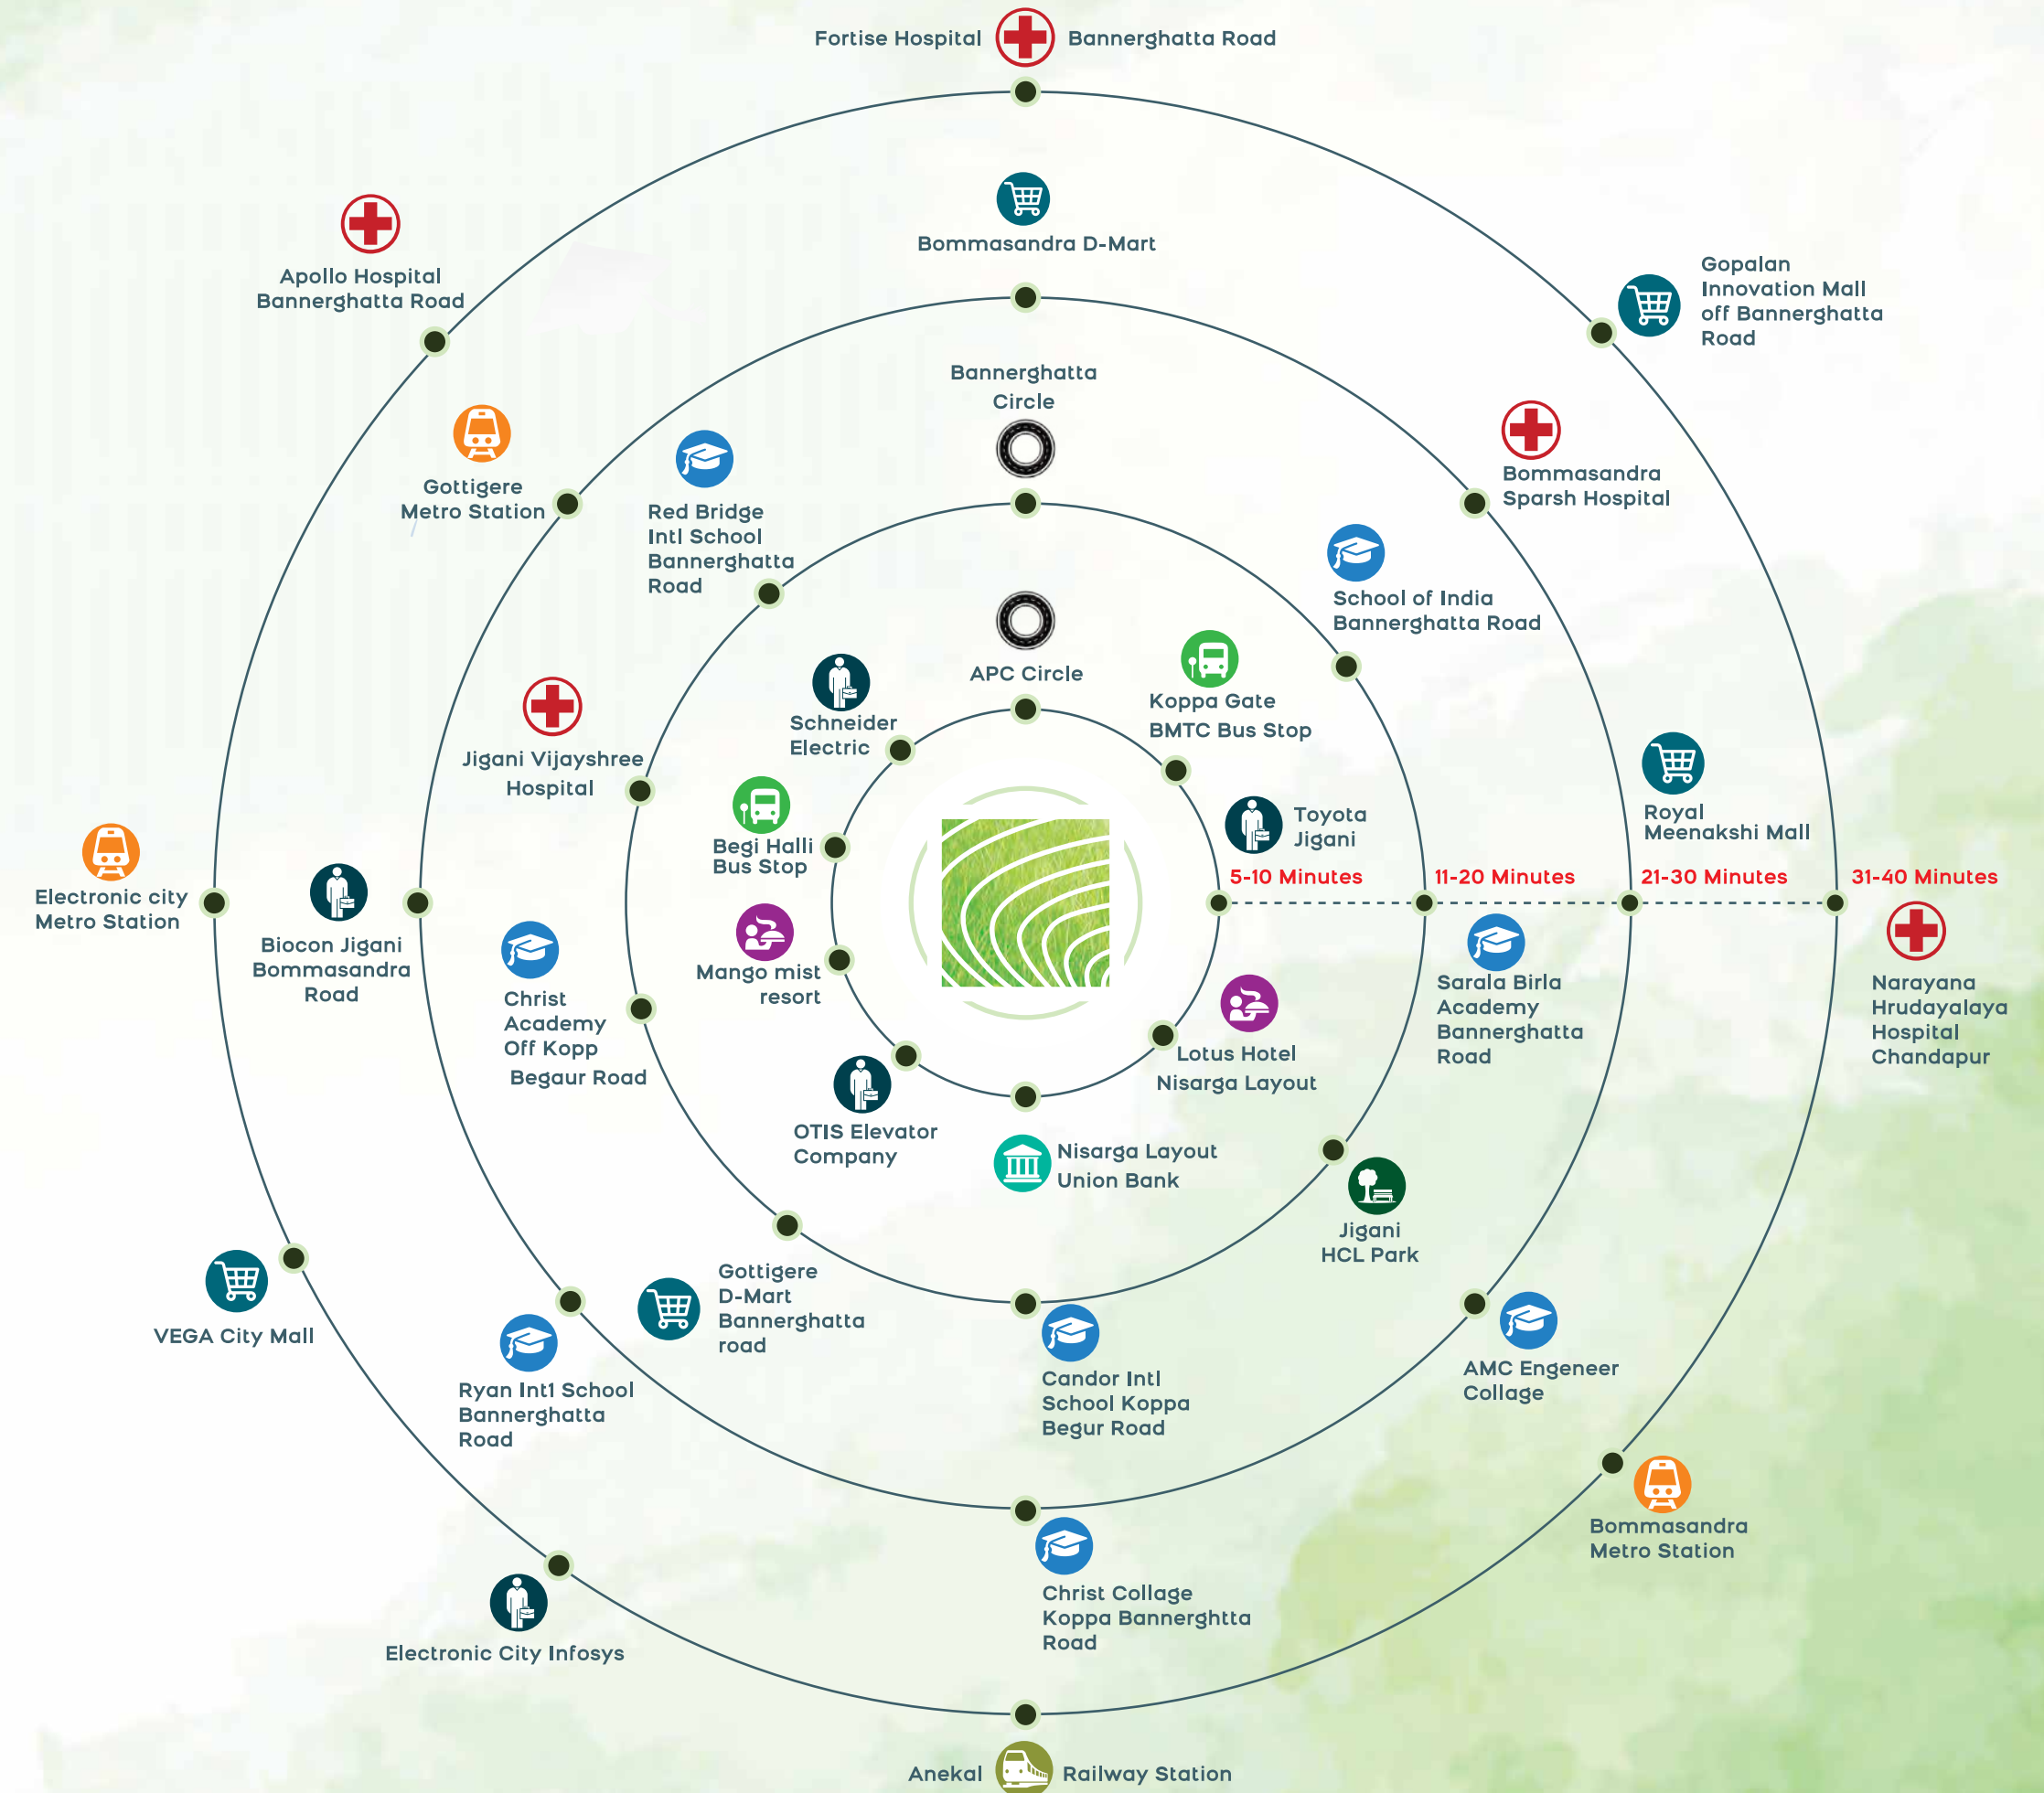 Fortise Hospital
Bannerghatta Road
Bommasandra D-Mart
Apollo Hospital
Bannerghatta Road
Gopalan
Innovation Mall
off Bannerghatta
Road
Bannerghatta
Circle
Gottigere
Metro Station
Red Bridge
Intl School
Bannerghatta
Road
Bommasandra
Sparsh Hospital
School of India
Bannerghatta Road
APC Circle
Koppa Gate
BMTC Bus Stop
Schneider
Electric
Jigani Vijayshree
Hospital
Begi Halli
Bus Stop
Toyota
Jigani
Royal
Meenakshi Mall
5-10 Minutes
11-20 Minutes
21-30 Minutes
31-40 Minutes
Electronic city
Metro Station
Biocon Jigani
Bommasandra
Road
Christ
Academy
Off Kopp
Begaur Road
Mango mist
resort
Sarala Birla
Academy
Bannerghatta
Road
Narayana
Hrudayalaya
Hospital
Chandapur
Lotus Hotel
Nisarga Layout
OTIS Elevator
Company
Nisarga Layout
Union Bank
Jigani
HCL Park
VEGA City Mall
Gottigere
D-Mart
Bannerghatta
road
Ryan Int1 School
Bannerghatta
Road
Candor Intl
School Koppa
Begur Road
AMC Engeneer
Collage
Bommasandra
Metro Station
Christ Collage
Koppa Bannerghtta
Road
Electronic City Infosys
Anekal
Railway Station